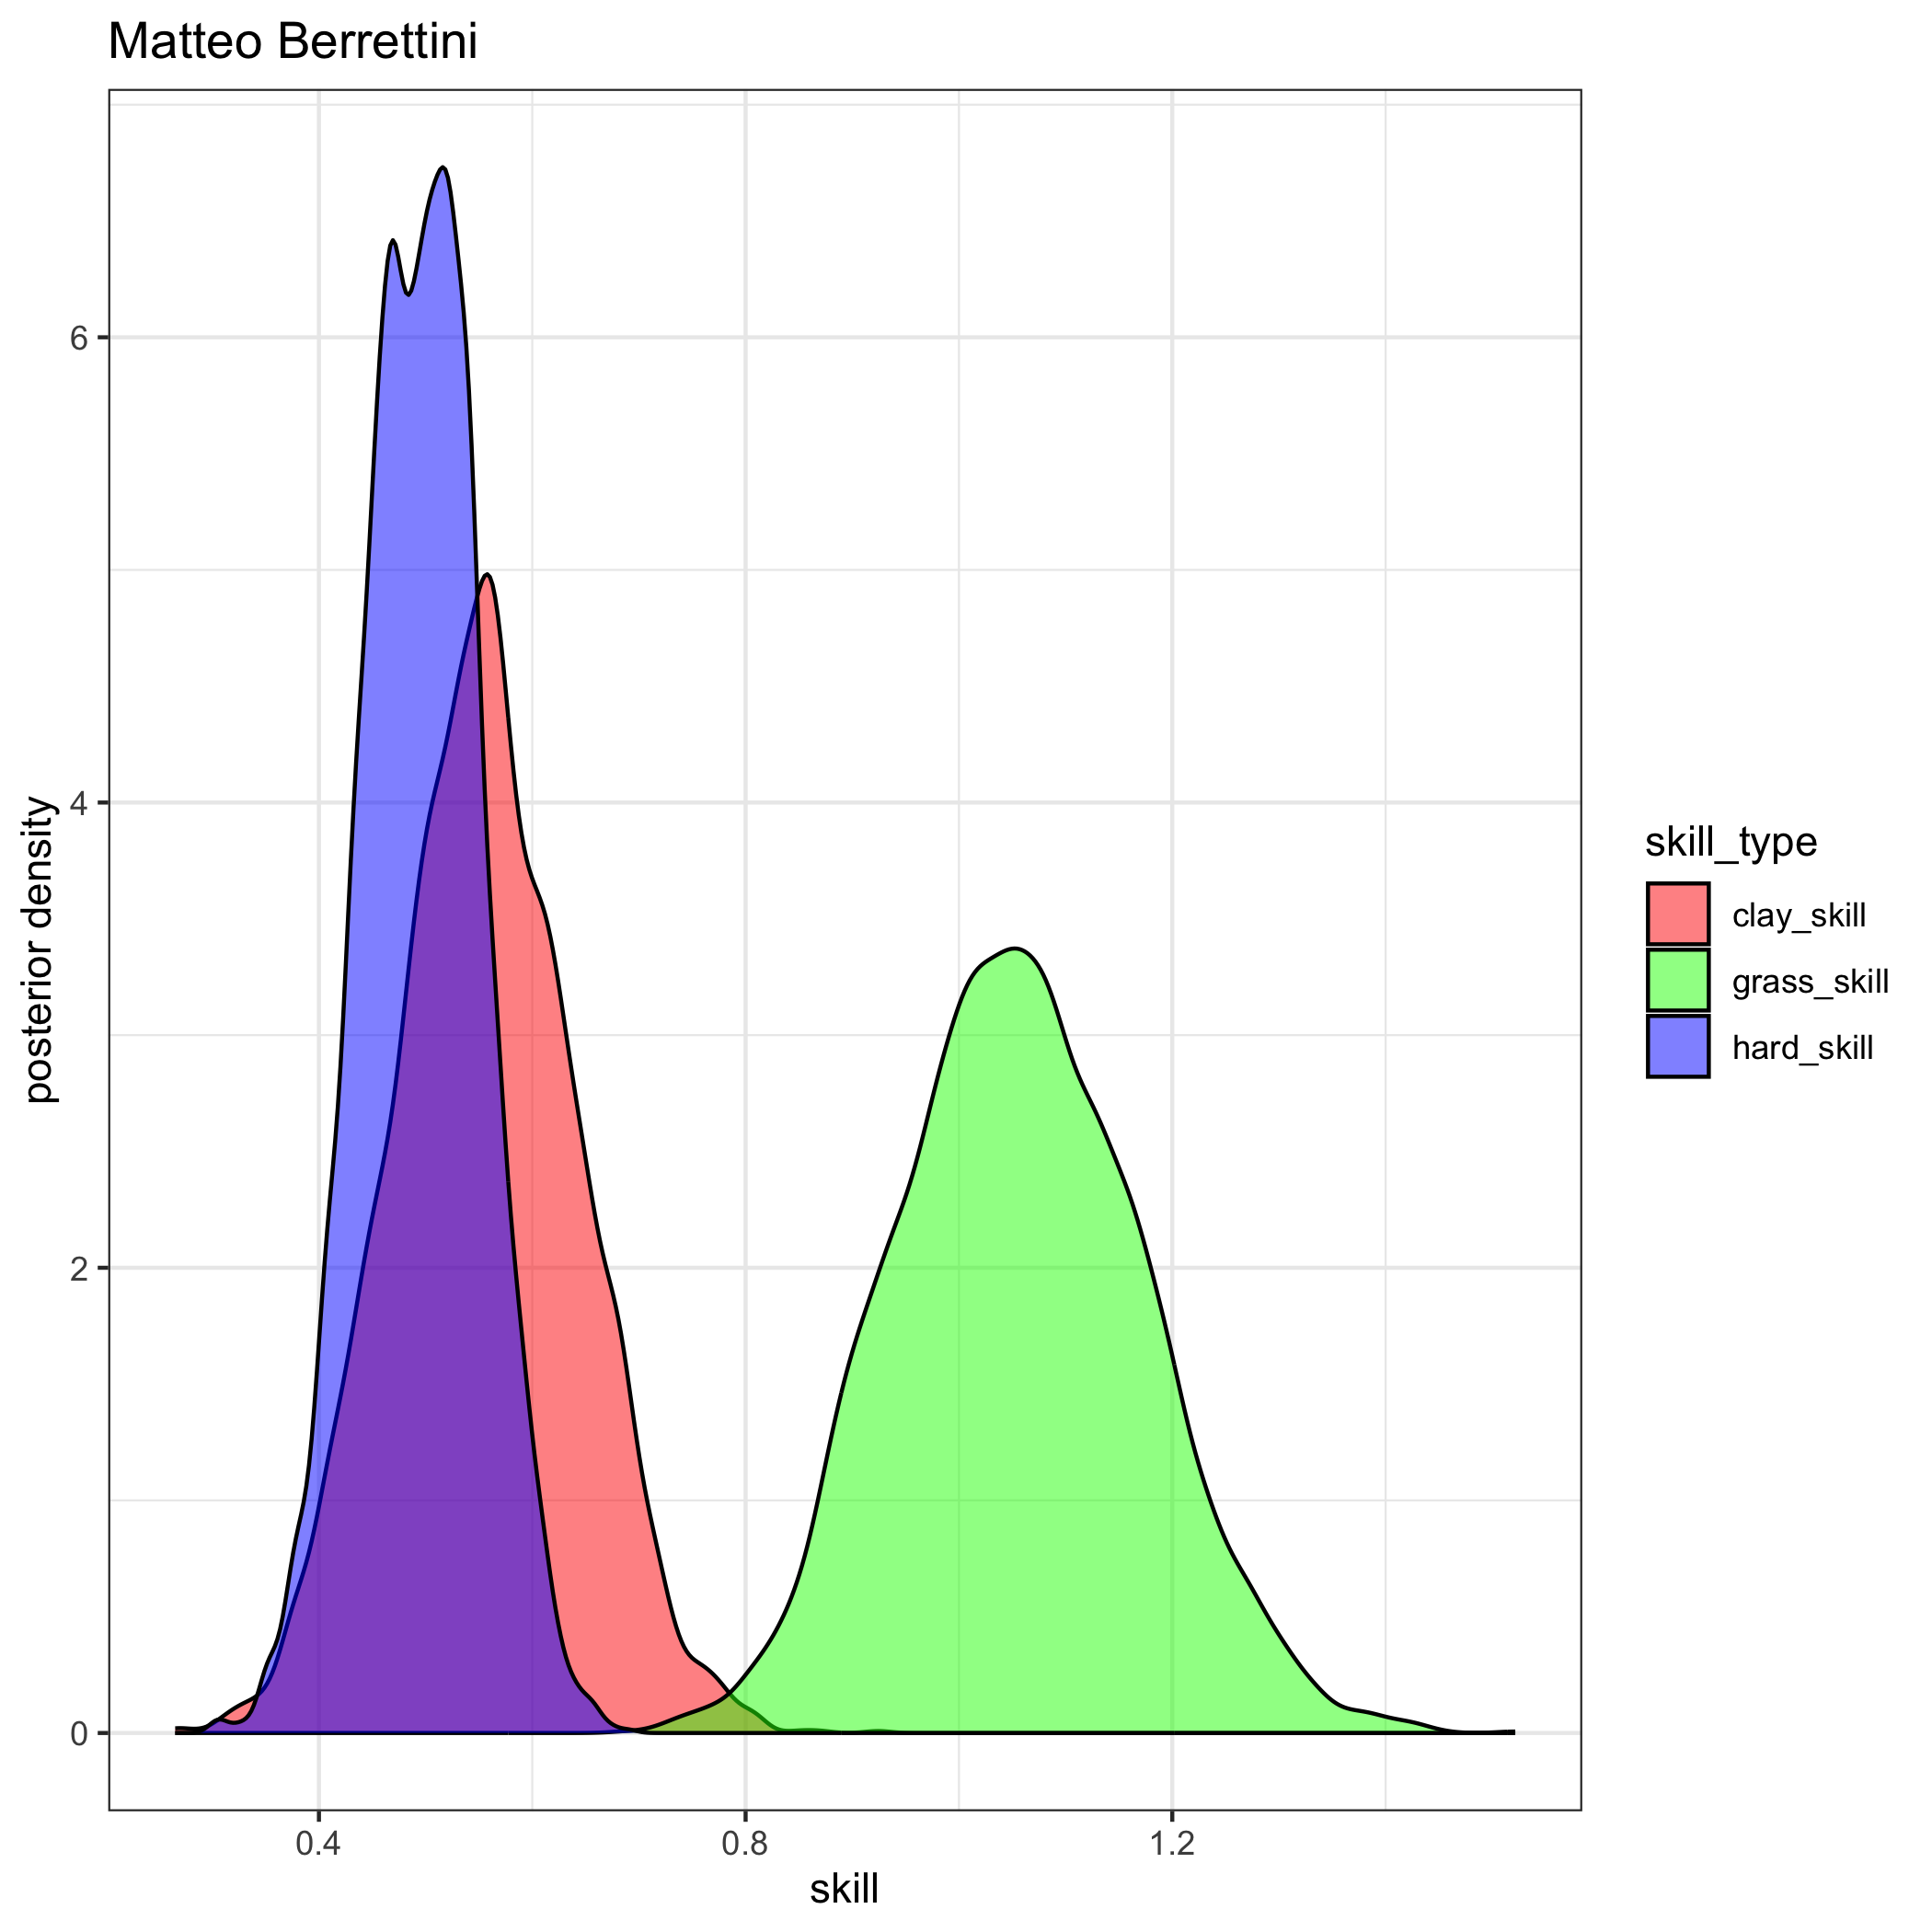 Matteo Berrettini
posterior density
6
4
2
0
0.4
0.8
1.2
skill
skill_type
clay_skill
grass_skill
hard_skill